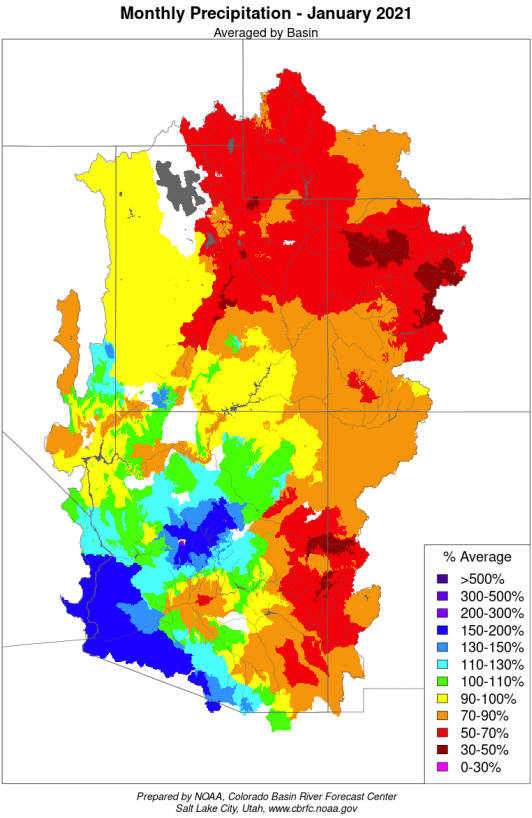 Monthly Precipitation - January 2021
Averaged by Basin
% Average
>500%
300-500%
200-300%
150-200%
130-150%
110-130%
100-110%
90-100%
70-90%
50-70%
30-50%
0-30%
Prepared by NOAA, Colorado Basin River Forecast Center
Salt Lake City, Utah, www.cbrfc.noaa.gov